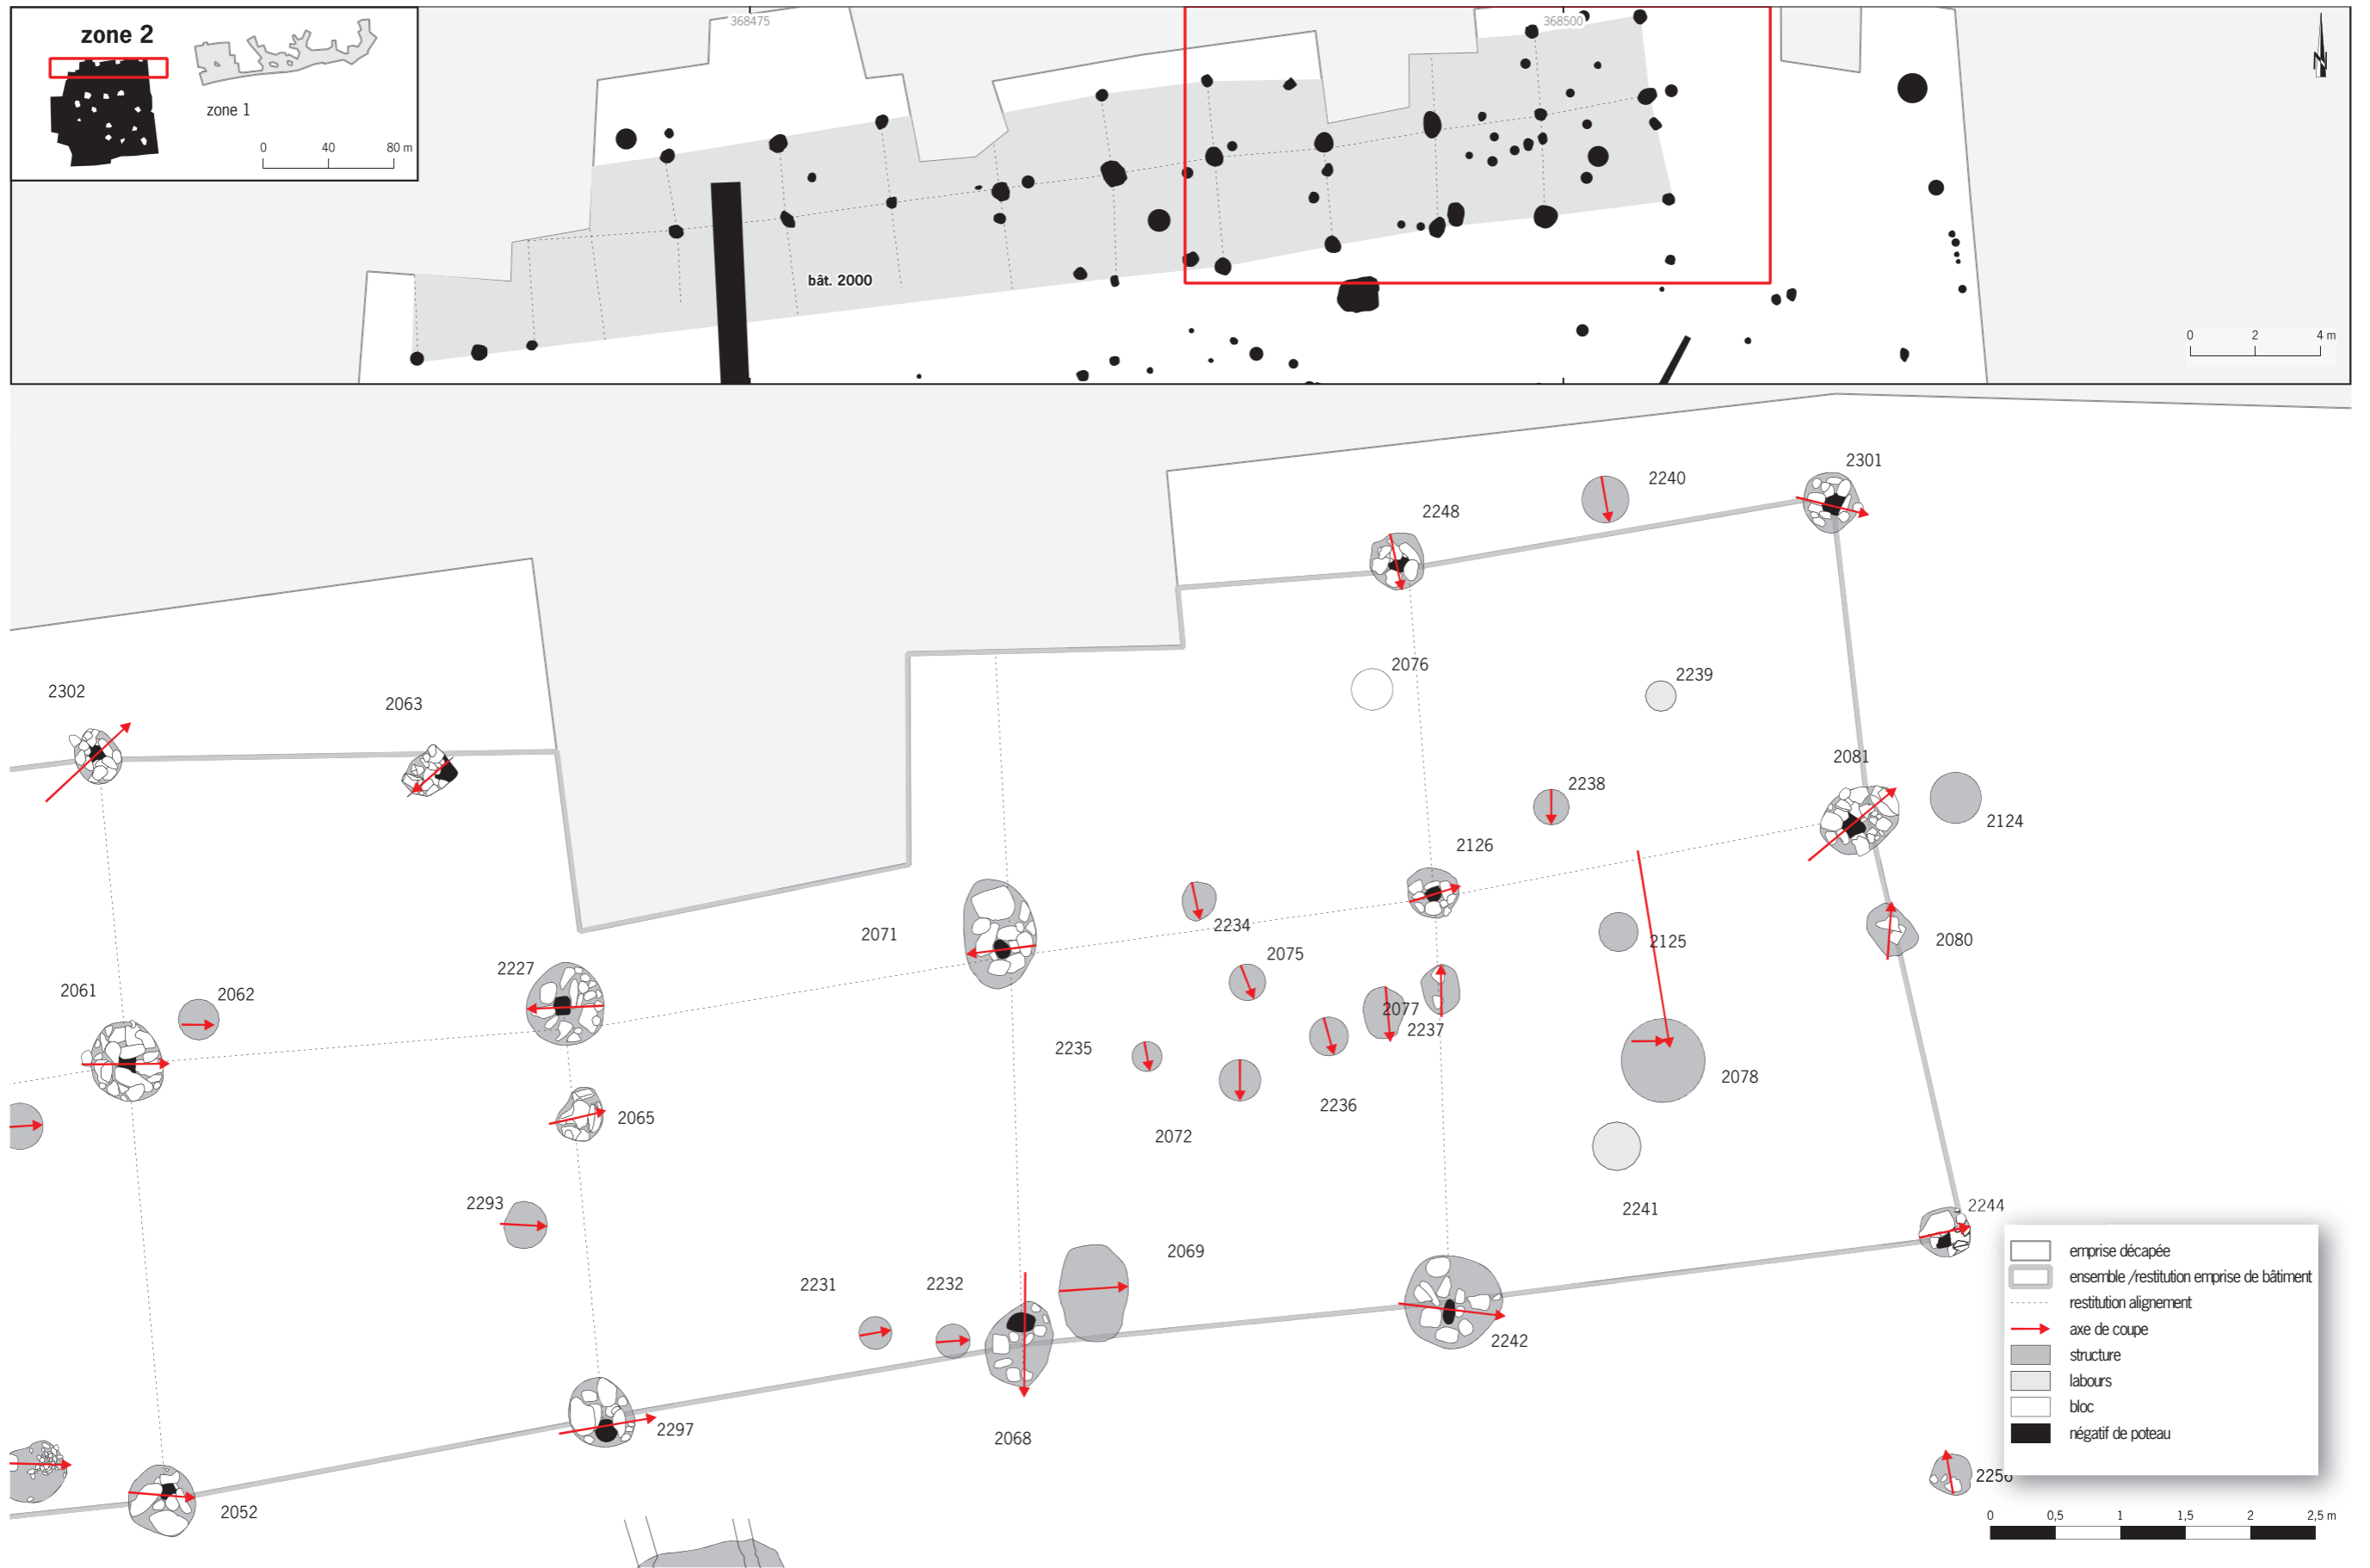 zone 2
zone 1
0 40 80 m
368475
368500
N
bât. 2000
0 2 4 m
2301
2240
2248
2076
2239
2302
2063
2081
2238
2124
2126
2071
2234
2125
2080
2227
2075
2061
2062
2077
2237
2235
2078
2236
2065
2072
2293
2241
2244
2069
2231
2232
2242
2297
2068
2052
2256
emprise décapée
ensemble /restitution emprise de bâtiment
restitution alignement
axe de coupe
structure
labours
bloc
négatif de poteau
0 0,5 1 1,5 2 2,5 m